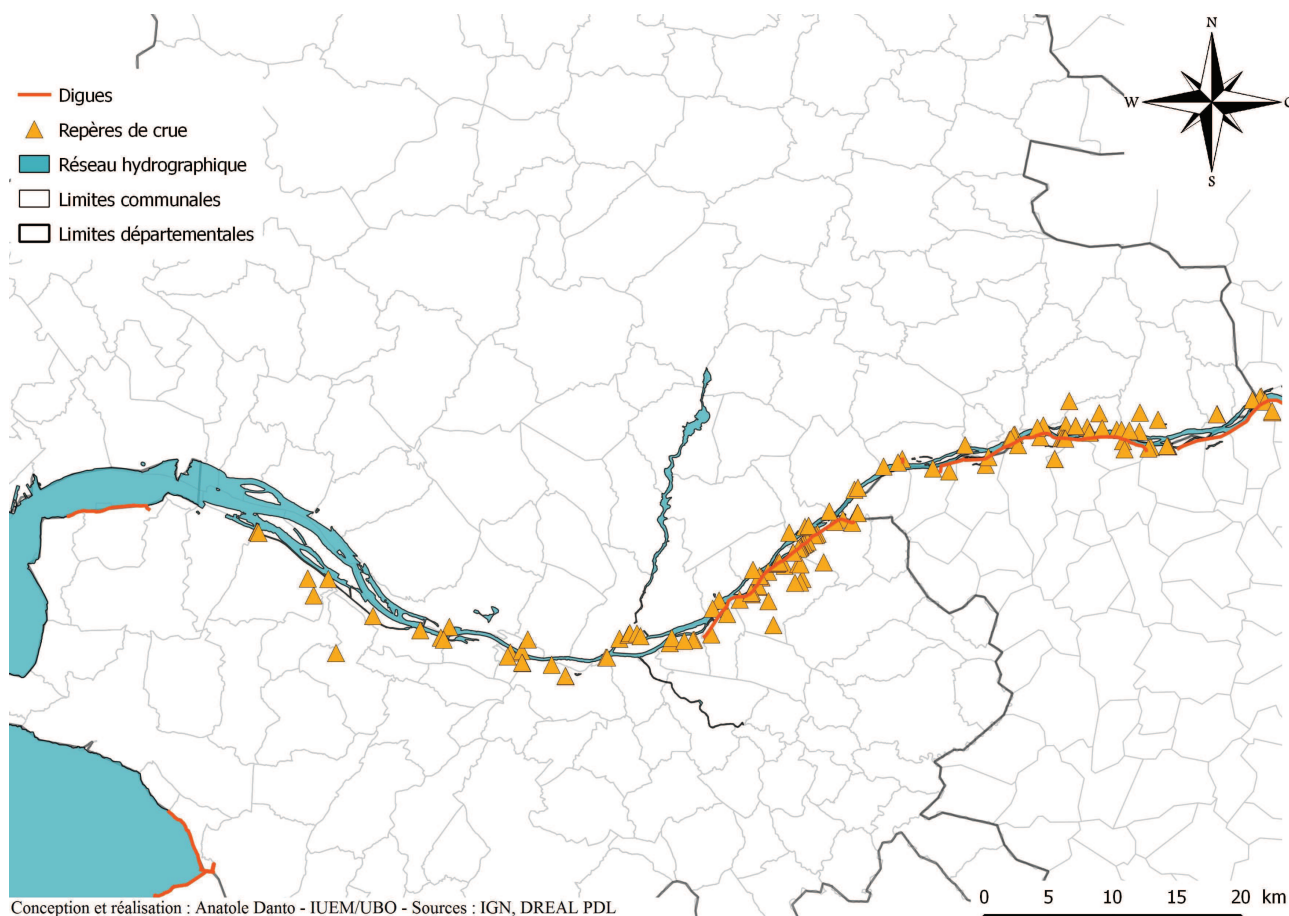 N
W
S
Digues
Repères de crue
Réseau hydrographique
Limites communales
Limites départementales
0 5 10 15 20 km
Conception et réalisation : Anatole Danto - IUEM/UBO - Sources : IGN, DREAL PDL